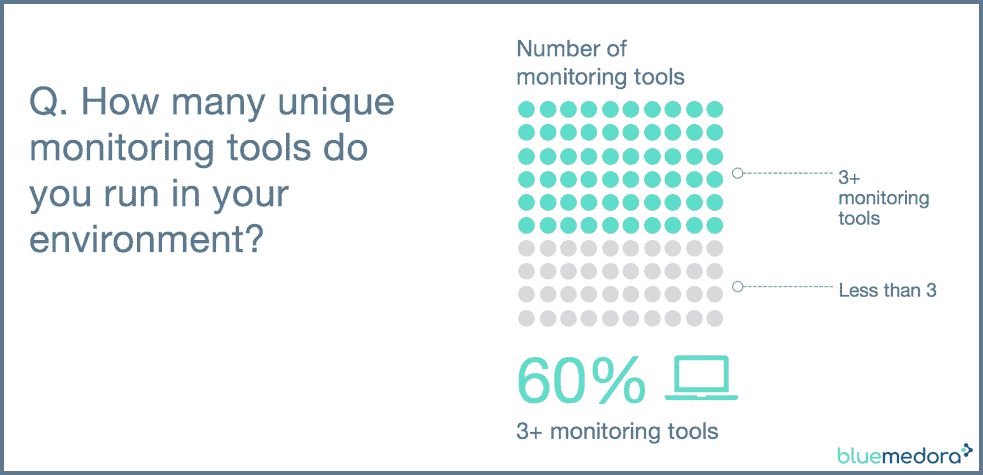 Q. How many unique
monitoring tools do
you run in your
environment?
Number of
monitoring tools
3+
monitoring
tools
Less than 3
60%
3+ monitoring tools
bluemedora